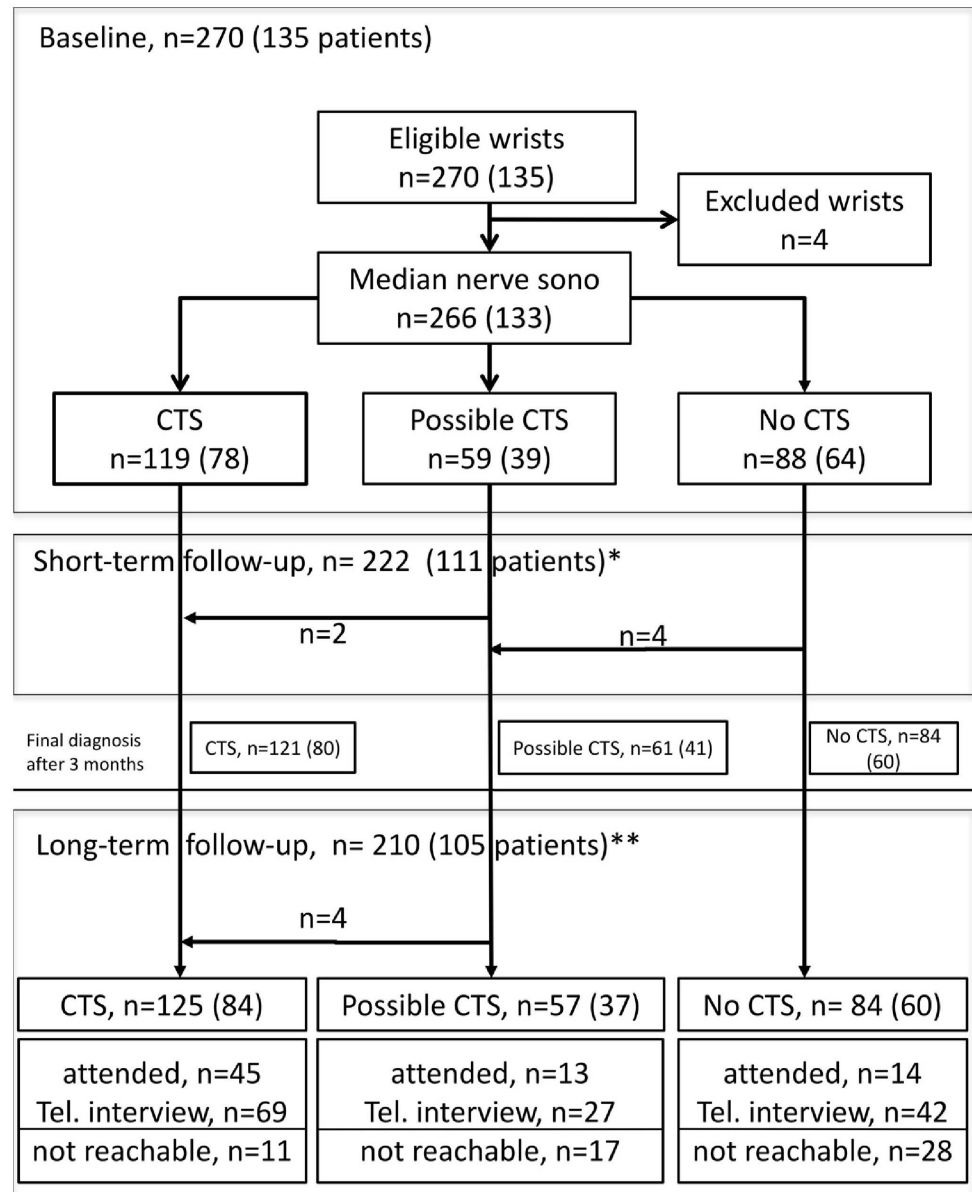 Baseline, n=270 (135 patients)
Eligible wrists
n=270 (135)
Excluded wrists
n=4
Median nerve sono
n=266 (133)
CTS
n=119 (78)
Possible CTS
n=59 (39)
No CTS
n=88 (64)
Short-term follow-up, n= 222 (111 patients)*
n=2
n=4
Final diagnosis
after 3 months
CTS, n=121 (80)
Possible CTS, n=61 (41)
No CTS, n=84
(60)
Long-term follow-up, n= 210 (105 patients)**
n=4
CTS, n=125 (84)
Possible CTS, n=57 (37)
No CTS, n= 84 (60)
attended, n=45
Tel. interview, n=69
not reachable, n=11
attended, n=13
Tel. interview, n=27
not reachable, n=17
attended, n=14
Tel. interview, n=42
not reachable, n=28